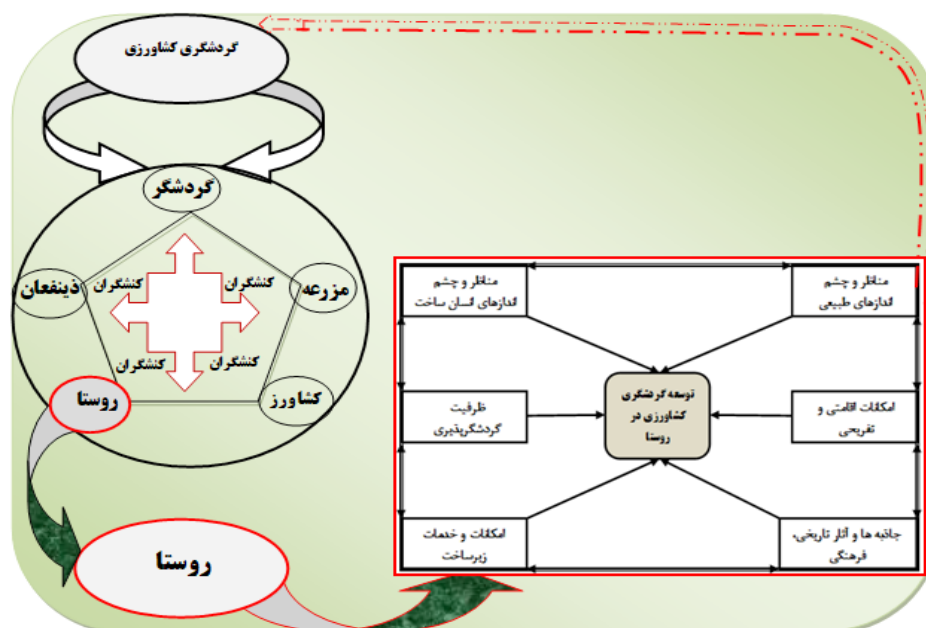 گردشگری کشاورزی
گردشگر
ذینفعان
کنشگران
کنشگران
مزرعه
کنشگران
کنشگران
روستا
کشاورز
روستا
مناظر و چشم
اندازهای طبیعی
مناظر و چشم
اندازهای انسان ساخت
امکانات اقامتی و
تفریحی
توسعه گردشگری
کشاورزی در
روستا
ظرفیت
گردشگرپذیری
جاذبه ها و آثار تاریخی،
فرهنگی
امکانات و خدمات
زیرساخت